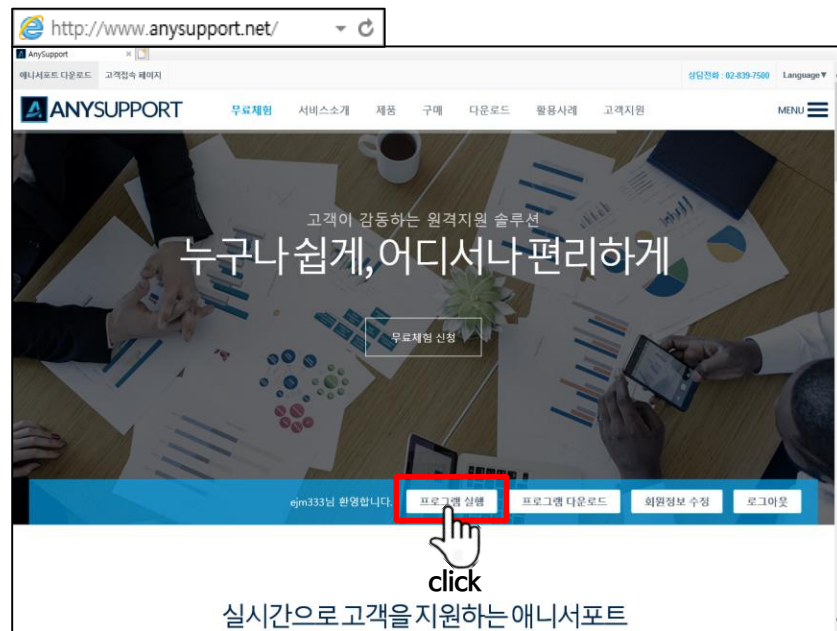 http://www.anysupport.net/
AnySupport
애니서포트 다운로드 고객접속 페이지 상담전화 : 02-839-7500 Language▼
ANYSUPPORT 무료체험 서비스소개 제품 구매 다운로드 활용사례 고객지원 MENU
고객이 감동하는 원격지원 솔루션
누구나 쉽게, 어디서나 편리하게
무료체험 신청
ejm333님 환영합니다. 프로그램 실행 프로그램 다운로드 회원정보 수정 로그아웃
click
실시간으로 고객을 지원하는 애니서포트